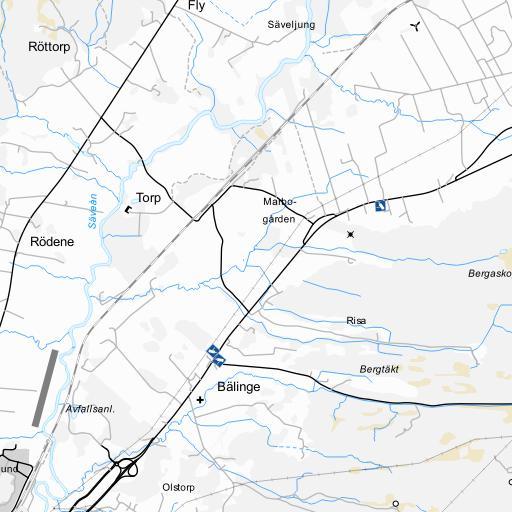 Fly
Säveljung
Röttorp
Torp
Marbo-
gården
Säveån
Rödene
Bergasko
Risa
Bergtäkt
Bälinge
Avfallsanl.
und
Olstorp